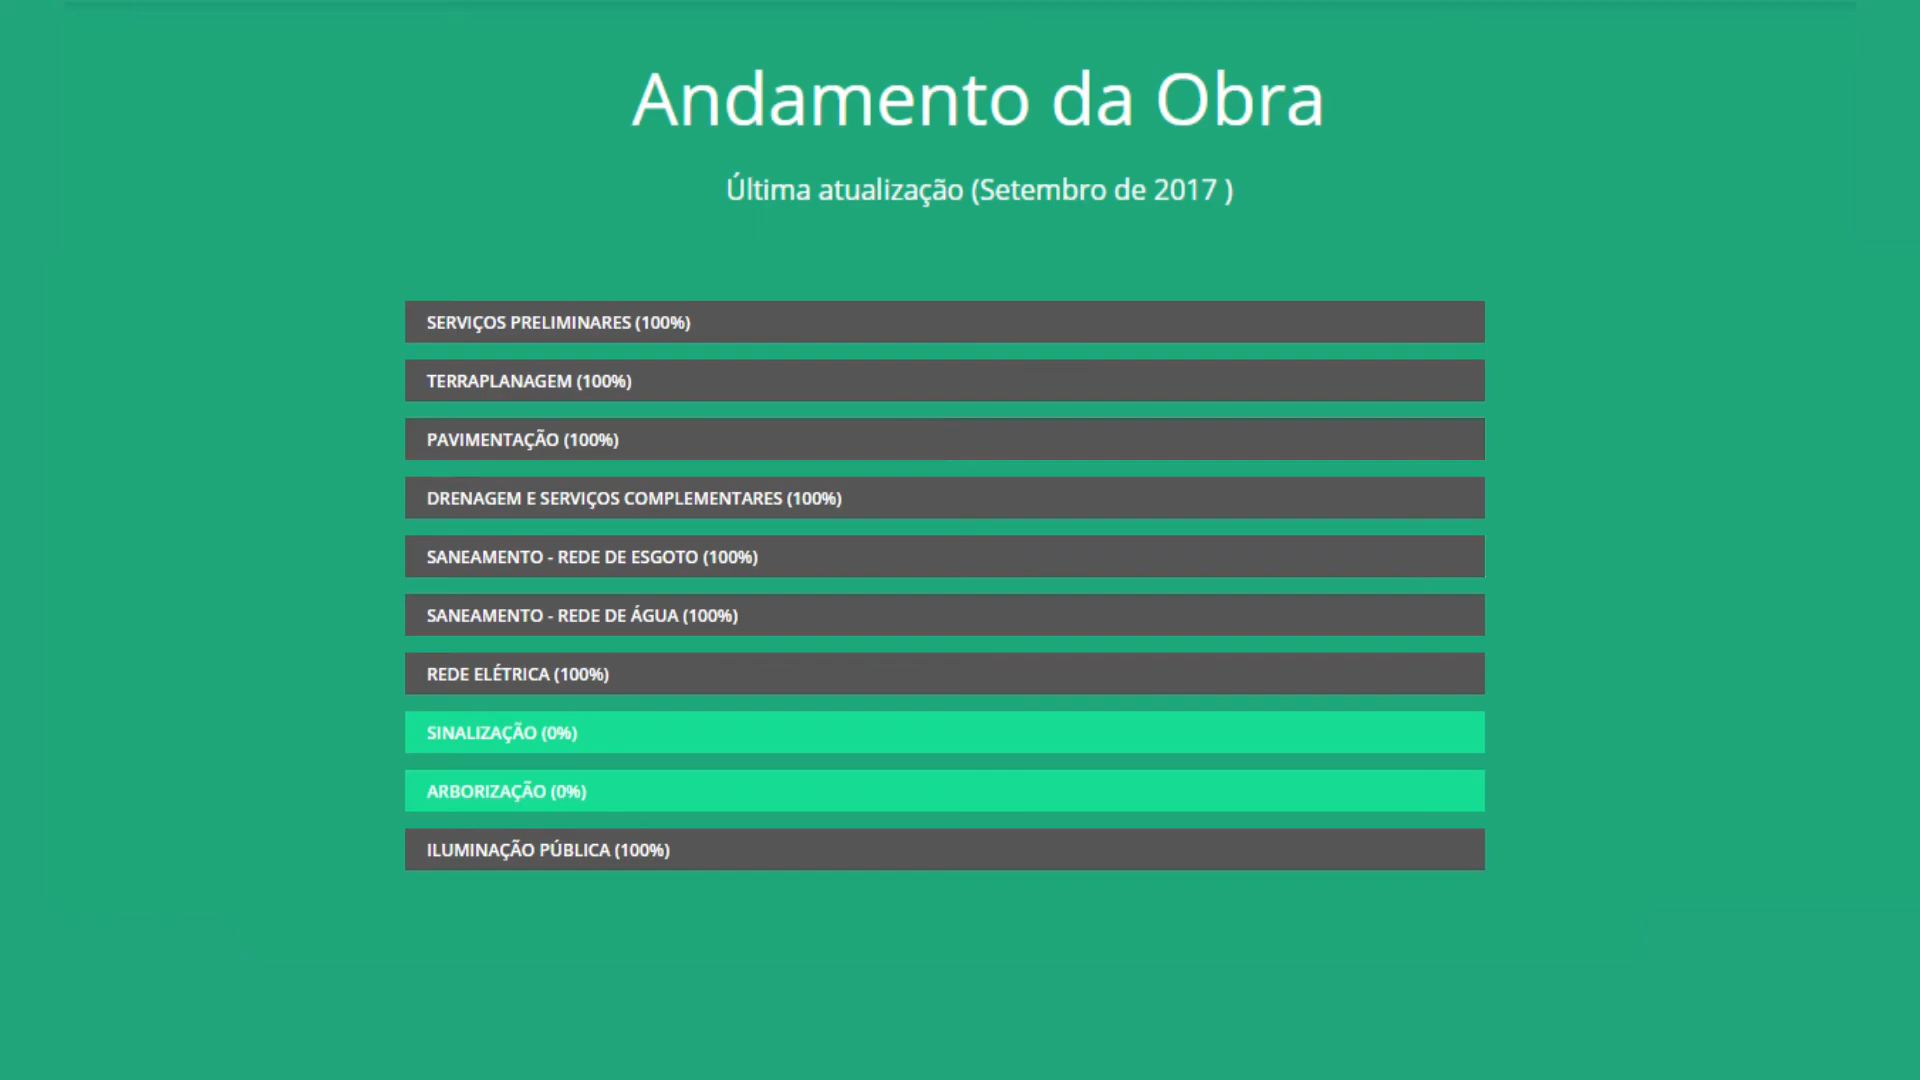 Andamento da Obra
Última atualização (Setembro de 2017 )
SERVIÇOS PRELIMINARES (100%)
TERRAPLANAGEM (100%)
PAVIMENTAÇÃO (100%)
DRENAGEM E SERVIÇOS COMPLEMENTARES (100%)
SANEAMENTO - REDE DE ESGOTO (100%)
SANEAMENTO - REDE DE ÁGUA (100%)
REDE ELÉTRICA (100%)
SINALIZAÇÃO (0%)
ARBORIZAÇÃO (0%)
ILUMINAÇÃO PÚBLICA (100%)